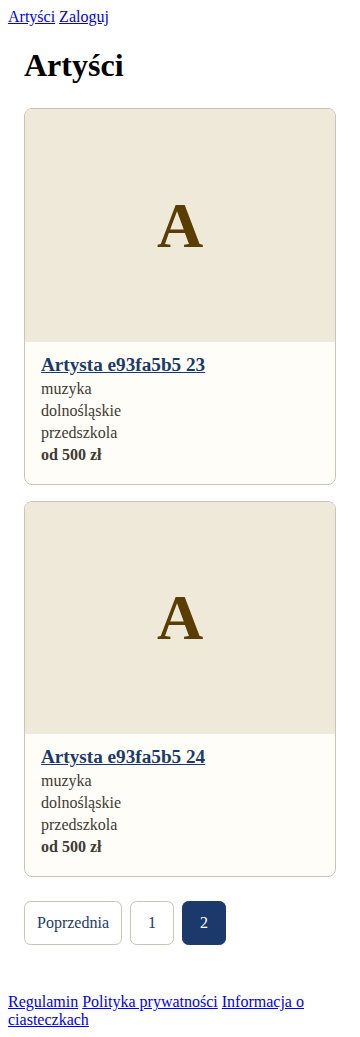 Artyści Zaloguj
Artyści
A
Artysta e93fa5b5 23
muzyka
dolnośląskie
przedszkola
od 500 zł
A
Artysta e93fa5b5 24
muzyka
dolnośląskie
przedszkola
od 500 zł
Poprzednia 1 2
Regulamin Polityka prywatności Informacja o
ciasteczkach